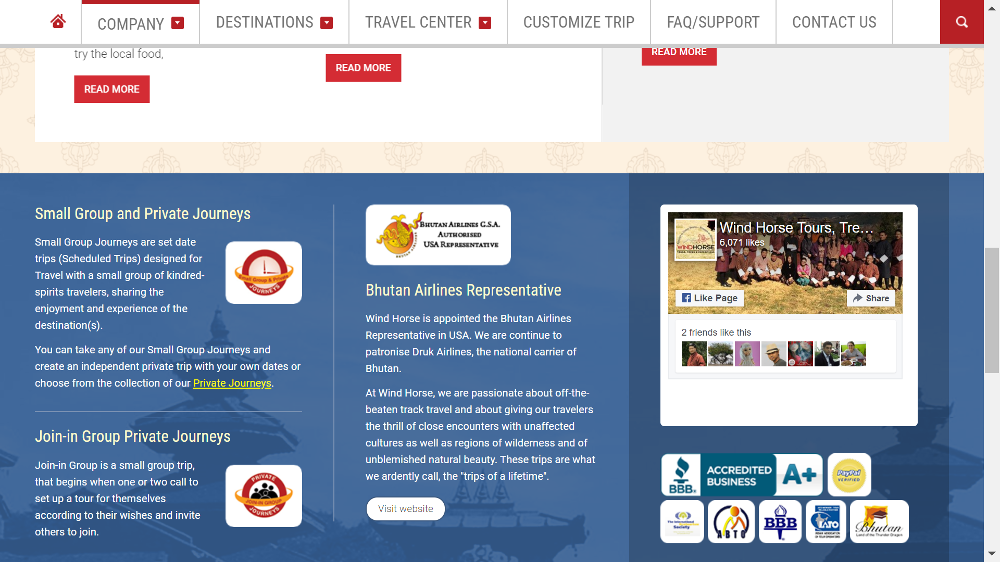 COMPANY
DESTINATIONS
TRAVEL CENTER
CUSTOMIZE TRIP
FAQ/SUPPORT
CONTACT US
try the local food,
READ MORE
READ MORE
READ MORE
Small Group and Private Journeys
Small Group Journeys are set date
trips (Scheduled Trips) designed for
Travel with a small group of kindred-
spirits travelers, sharing the
enjoyment and experience of the
destination(s).
Small Group & Private
JOURNEYS
You can take any of our Small Group Journeys and
create an independent private trip with your own dates or
choose from the collection of our Private Journeys.
Join-in Group Private Journeys
Join-in Group is a small group trip,
that begins when one or two call to
set up a tour for themselves
according to their wishes and invite
others to join.
PRIVATE
JOIN-IN GROUP
JOURNEYS
BHUTAN AIRLINES G.S.A.
AUTHORISED
USA REPRESENTATIVE
BHUTAN AIRLINES
Bhutan Airlines Representative
Wind Horse is appointed the Bhutan Airlines
Representative in USA. We are continue to
patronise Druk Airlines, the national carrier of
Bhutan.
At Wind Horse, we are passionate about off-the-
beaten track travel and about giving our travelers
the thrill of close encounters with unaffected
cultures as well as regions of wilderness and of
unblemished natural beauty. These trips are what
we ardently call, the "trips of a lifetime".
Visit website
Wind Horse Tours, Tre...
6,071 likes
WINDHORSE
TOURS, TREKS & EXPEDITIONS
Like Page
Share
2 friends like this
BBB.
ACCREDITED
BUSINESS
A+
PayPal
VERIFIED
The International
Society
ABTO
BBB
IATO
INDIAN ASSOCIATION
OF TOUR OPERATORS
Bhutan
Land of the Thunder Dragon